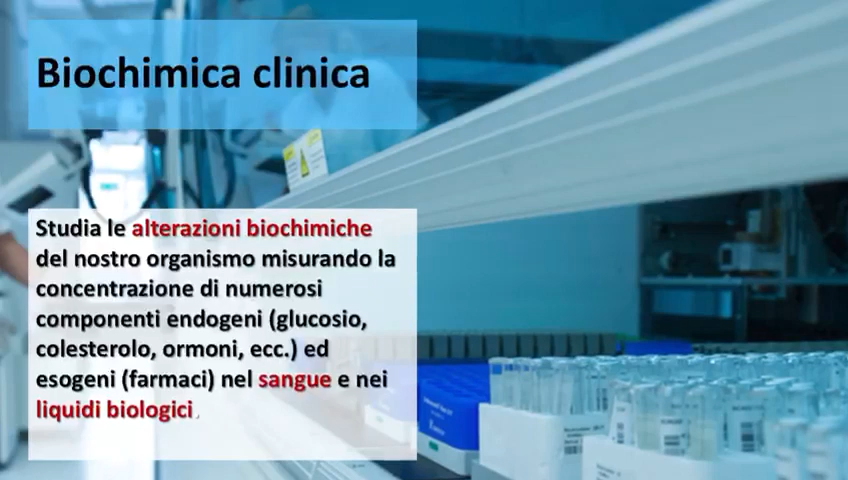 Biochimica clinica
Studia le alterazioni biochimiche
del nostro organismo misurando la
concentrazione di numerosi
componenti endogeni (glucosio,
colesterolo, ormoni, ecc.) ed
esogeni (farmaci) nel sangue e nei
liquidi biologici.